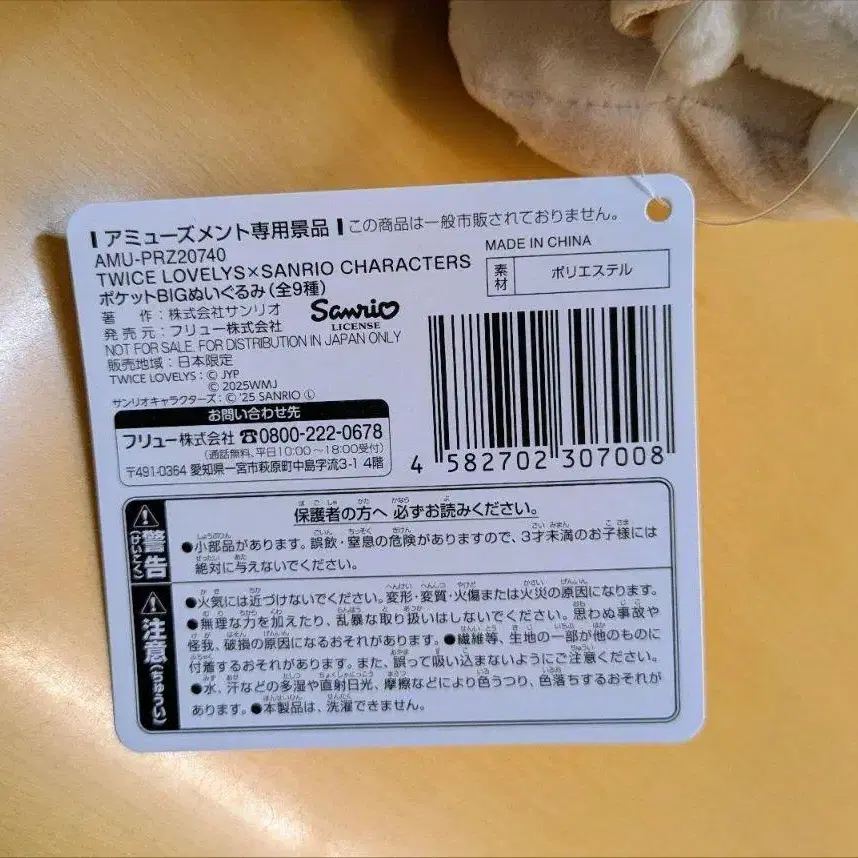 アミューズメント専用景品 この商品は一般市販されておりません。
AMU-PRZ20740
TWICE LOVELYS×SANRIO CHARACTERS
ポケットBIGぬいぐるみ(全9種)
著 作:株式会社サンリオ
発 売 元:フリュー株式会社
Sanrio
LICENSE
NOT FOR SALE. FOR DISTRIBUTION IN JAPAN ONLY
販売地域:日本限定
TWICE LOVELYS:© JYP
© 2025WMJ
サンリオキャラクターズ:© '25 SANRIO Ⓛ
MADE IN CHINA
素材 ポリエステル
お問い合わせ先
フリュー株式会社 ☎0800-222-0678
(通話無料、平日10:00~18:00受付)
〒491-0364 愛知県一宮市萩原町中島字流3-1 4階
4 582702 307008
警告(けいこく)
保護者の方へ 必ずお読みください。
●小部品があります。誤飲・窒息の危険がありますので、3才未満のお子様には
絶対に与えないでください。
注意(ちゅうい)
●火気には近づけないでください。変形・変質・火傷または火災の原因になります。
●無理な力を加えたり、乱暴な取り扱いはしないでください。思わぬ事故や
怪我、破損の原因になるおそれがあります。●繊維等、生地の一部が他のものに
付着するおそれがあります。また、誤って吸い込まないようにご注意ください。
●水、汗などの多湿や直射日光、摩擦などにより色うつり、色落ちするおそれが
あります。●本製品は、洗濯できません。